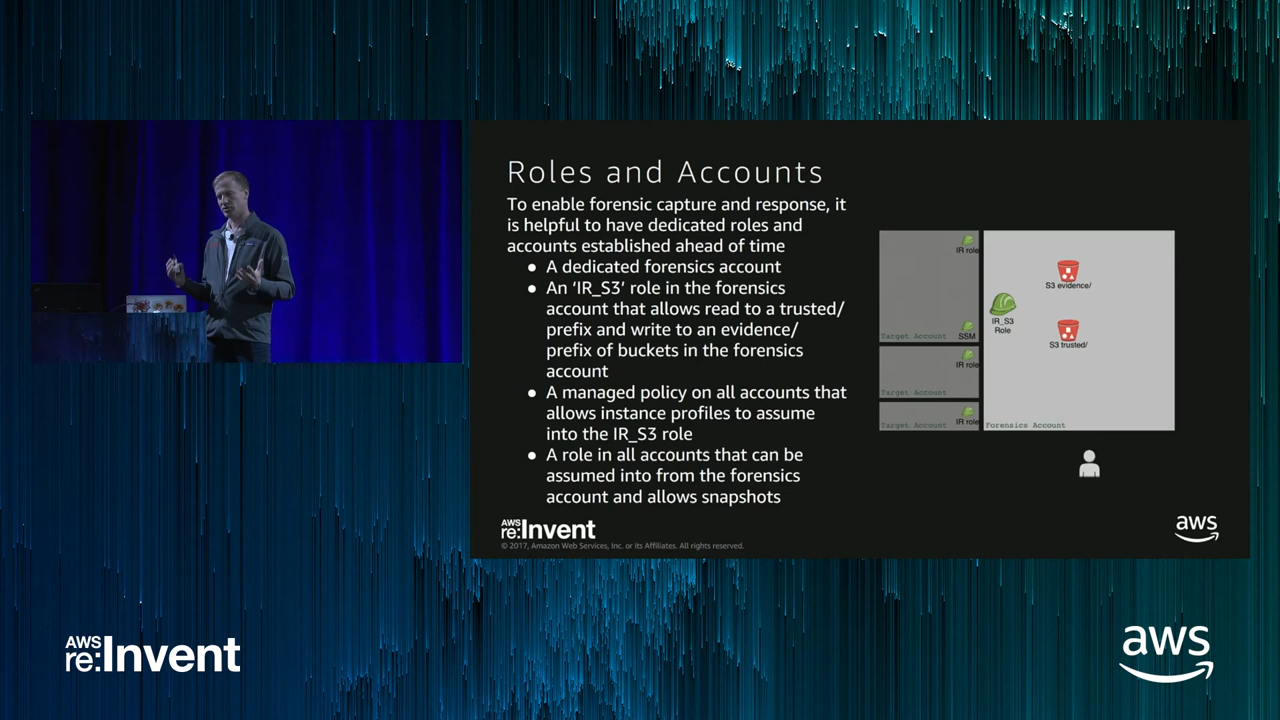 Roles and Accounts
To enable forensic capture and response, it
is helpful to have dedicated roles and
accounts established ahead of time
● A dedicated forensics account
● An ‘IR_S3’ role in the forensics
account that allows read to a trusted/
prefix and write to an evidence/
prefix of buckets in the forensics
account
● A managed policy on all accounts that
allows instance profiles to assume
into the IR_S3 role
● A role in all accounts that can be
assumed into from the forensics
account and allows snapshots
IR role
SSM
Target Account
IR role
Target Account
IR role
Target Account
S3 evidence/
IR_S3
Role
S3 trusted/
Forensics Account
AWS
re:Invent
© 2017, Amazon Web Services, Inc. or its Affiliates. All rights reserved.
aws
AWS
re:Invent
aws